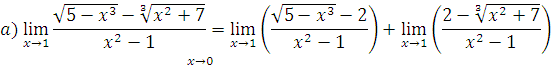 a) lim_{x→1} (√(5 − x³) − ∛(x² + 7)) / (x² − 1) = lim_{x→1} ((√(5 − x³) − 2) / (x² − 1)) + lim_{x→1} ((2 − ∛(x² + 7)) / (x² − 1))
x→0